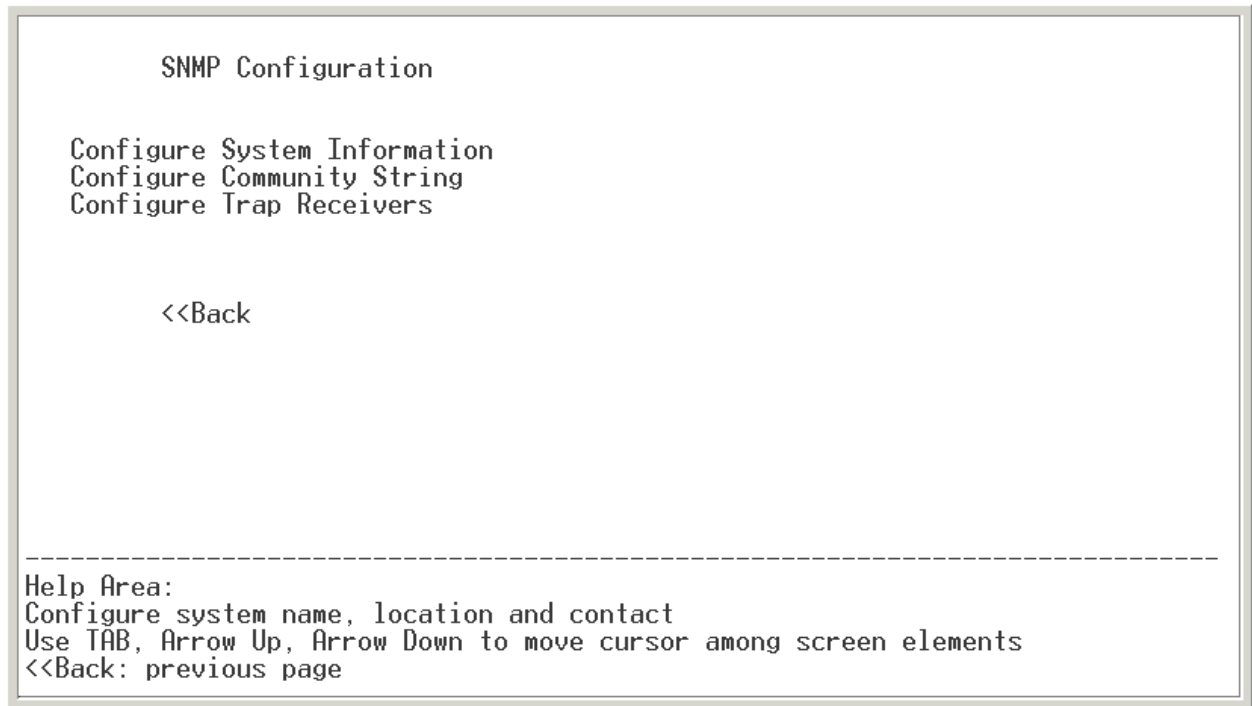 SNMP Configuration
Configure System Information
Configure Community String
Configure Trap Receivers
<<Back
--------------------------------------------------------------------------------
Help Area:
Configure system name, location and contact
Use TAB, Arrow Up, Arrow Down to move cursor among screen elements
<<Back: previous page